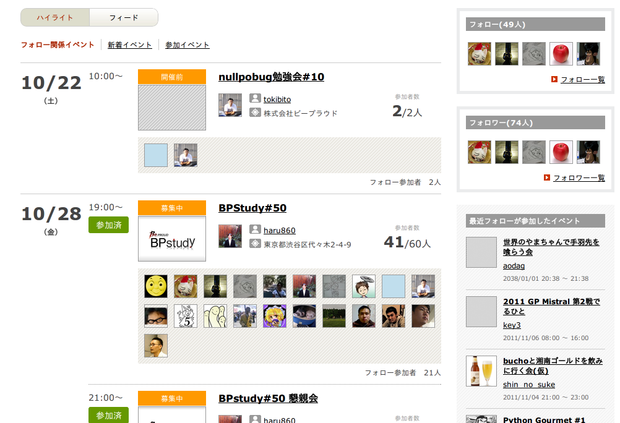 ハイライト フィード
フォロー関係イベント 新着イベント 参加イベント
10/22
(土)
10:00〜
開催前
nullpobug勉強会#10
tokibito
株式会社ビープラウド
参加者数
2/2人
フォロー参加者 2人
10/28
(金)
19:00〜
参加済
募集中
BPStudy
BPStudy#50
haru860
東京都渋谷区代々木2-4-9
参加者数
41/60人
フォロー参加者 21人
21:00〜
参加済
募集中
BPstudy#50 懇親会
haru860
参加者数
フォロー(49人)
フォロー一覧
フォロワー(74人)
フォロワー一覧
最近フォローが参加したイベント
世界のやまちゃんで手羽先を
喰らう会
aodag
2038/01/01 20:38 〜 21:38
2011 GP Mistral 第2戦で
るひと
key3
2011/11/06 08:00 〜 16:00
buchoと湘南ゴールドを飲み
に行く会(仮)
shin_no_suke
2011/11/04 21:00 〜 23:00
Python Gourmet #1